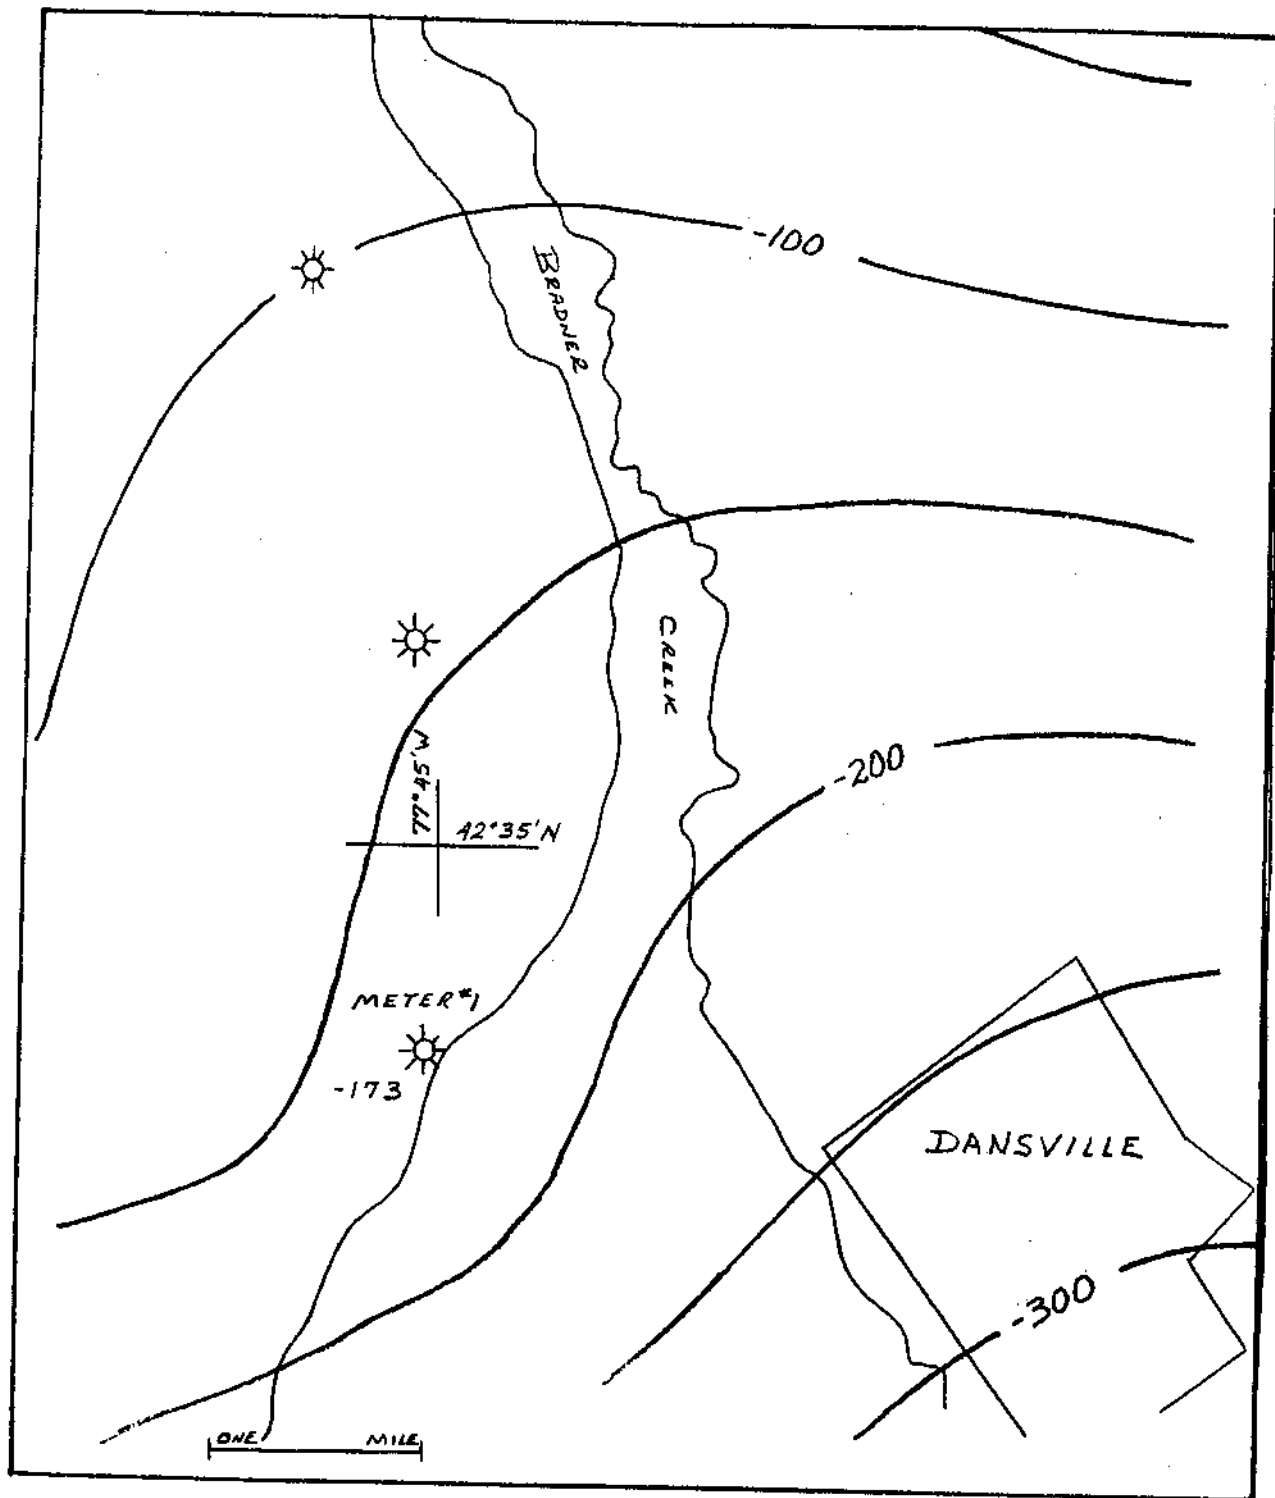 -100
BRADNER
CREEK
-200
77°45'W
42°35'N
METER #1
-173
DANSVILLE
-300
ONE MILE